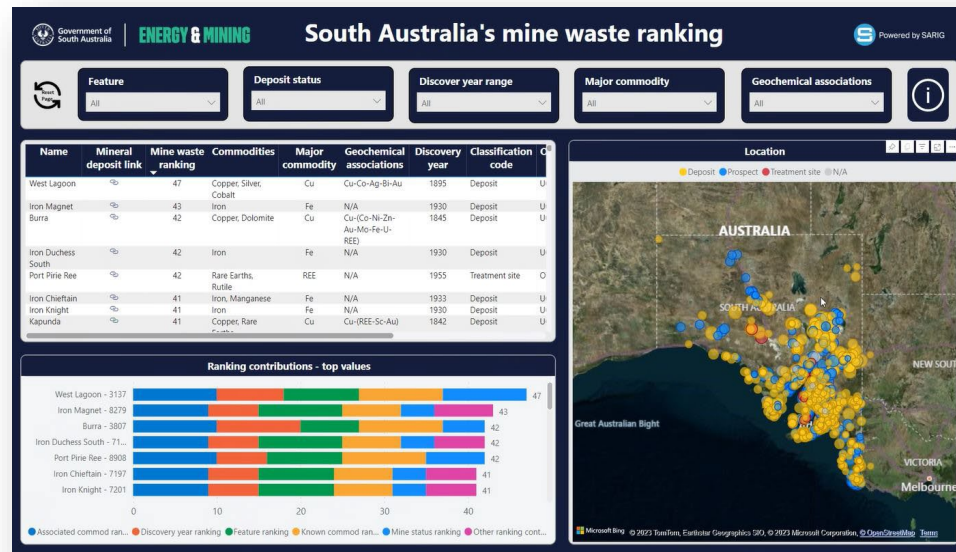 Government of
South Australia
ENERGY & MINING
South Australia's mine waste ranking
Powered by SARIG
Reset
Page
Feature
All
Deposit status
All
Discover year range
All
Major commodity
All
Geochemical associations
All
Name Mineral deposit link Mine waste ranking Commodities Major commodity Geochemical associations Discovery year Classification code
West Lagoon 47 Copper, Silver, Cobalt Cu Cu-Co-Ag-Bi-Au 1895 Deposit U
Iron Magnet 43 Iron Fe N/A 1930 Deposit U
Burra 42 Copper, Dolomite Cu Cu-(Co-Ni-Zn-Au-Mo-Fe-U-REE) 1845 Deposit U
Iron Duchess South 42 Iron Fe N/A 1930 Deposit U
Port Pirie Ree 42 Rare Earths, Rutile REE N/A 1955 Treatment site O
Iron Chieftain 41 Iron, Manganese Fe N/A 1933 Deposit U
Iron Knight 41 Iron Fe N/A 1930 Deposit U
Kapunda 41 Copper, Rare Earths Cu Cu-(REE-Sc-Au) 1842 Deposit U
Ranking contributions - top values
West Lagoon - 3137 47
Iron Magnet - 8279 43
Burra - 3807 42
Iron Duchess South - 71... 42
Port Pirie Ree - 8908 42
Iron Chieftain - 7197 41
Iron Knight - 7201 41
0 10 20 30 40
Associated commod ran... Discovery year ranking Feature ranking Known commod ran... Mine status ranking Other ranking cont...
Location
Deposit Prospect Treatment site N/A
AUSTRALIA
SOUTH AUSTRALIA
NEW SOUT
Great Australian Bight
VICTORIA
Melbourne
Microsoft Bing © 2023 TomTom, Earthstar Geographics SIO, © 2023 Microsoft Corporation, © OpenStreetMap Terms